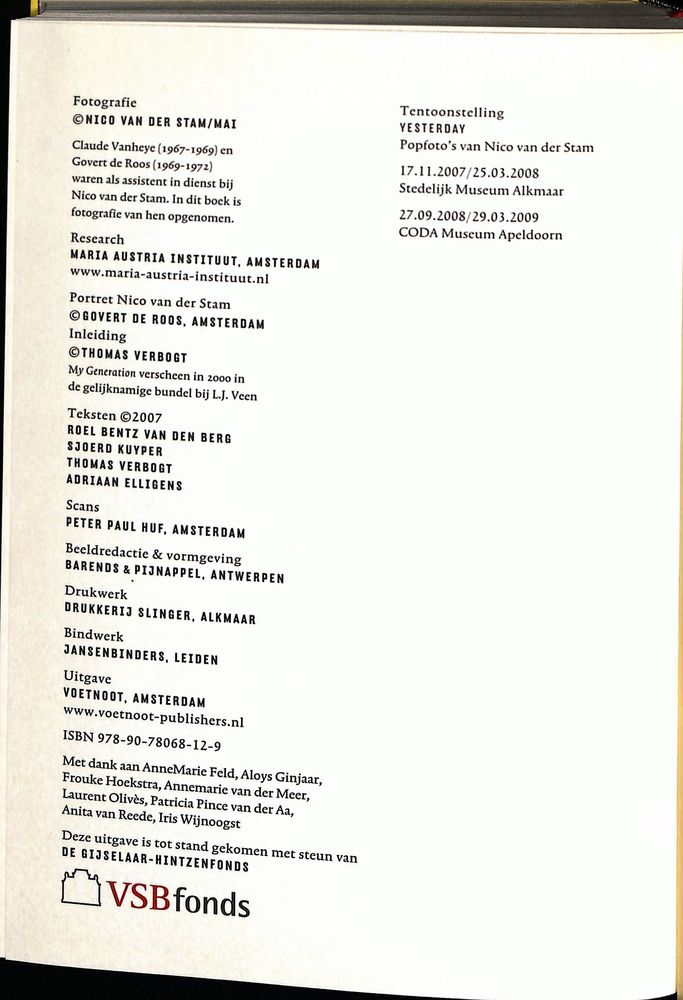 Fotografie
©NICO VAN DER STAM/MAI
Claude Vanheye (1967-1969) en
Govert de Roos (1969-1972)
waren als assistent in dienst bij
Nico van der Stam. In dit boek is
fotografie van hen opgenomen.
Research
MARIA AUSTRIA INSTITUUT, AMSTERDAM
www.maria-austria-instituut.nl
Portret Nico van der Stam
©GOVERT DE ROOS, AMSTERDAM
Inleiding
©THOMAS VERBOGT
My Generation verscheen in 2000 in
de gelijknamige bundel bij L.J. Veen
Teksten ©2007
ROEL BENTZ VAN DEN BERG
SJOERD KUYPER
THOMAS VERBOGT
ADRIAAN ELLIGENS
Scans
PETER PAUL HUF, AMSTERDAM
Beeldredactie & vormgeving
BARENDS & PIJNAPPEL, ANTWERPEN
Drukwerk
DRUKKERIJ SLINGER, ALKMAAR
Bindwerk
JANSENBINDERS, LEIDEN
Uitgave
VOETNOOT, AMSTERDAM
www.voetnoot-publishers.nl
ISBN 978-90-78068-12-9
Met dank aan AnneMarie Feld, Aloys Ginjaar,
Frouke Hoekstra, Annemarie van der Meer,
Laurent Olivès, Patricia Pince van der Aa,
Anita van Reede, Iris Wijnoogst
Deze uitgave is tot stand gekomen met steun van
DE GIJSELAAR-HINTZENFONDS
VSBfonds
Tentoonstelling
YESTERDAY
Popfoto's van Nico van der Stam
17.11.2007/25.03.2008
Stedelijk Museum Alkmaar
27.09.2008/29.03.2009
CODA Museum Apeldoorn